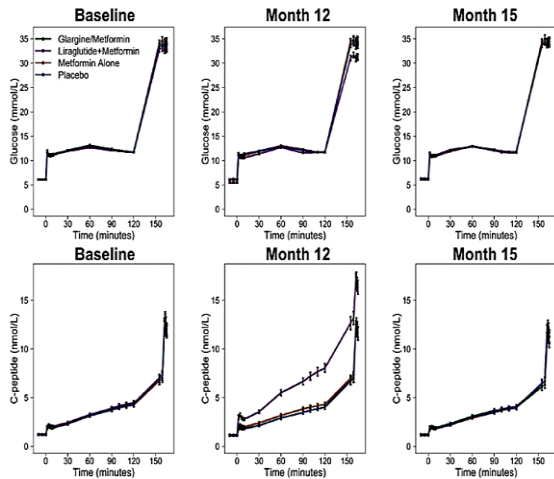 Baseline
Month 12
Month 15
Glucose (mmol/L)
35
30
25
20
15
10
5
0
Glargine/Metformin
Liraglutide+Metformin
Metformin Alone
Placebo
0 30 60 90 120 150
Time (minutes)
Glucose (mmol/L)
35
30
25
20
15
10
5
0
0 30 60 90 120 150
Time (minutes)
Glucose (mmol/L)
35
30
25
20
15
10
5
0
0 30 60 90 120 150
Time (minutes)
Baseline
Month 12
Month 15
C-peptide (mmol/L)
15
10
5
0
0 30 60 90 120 150
Time (minutes)
C-peptide (mmol/L)
15
10
5
0
0 30 60 90 120 150
Time (minutes)
C-peptide (mmol/L)
15
10
5
0
0 30 60 90 120 150
Time (minutes)